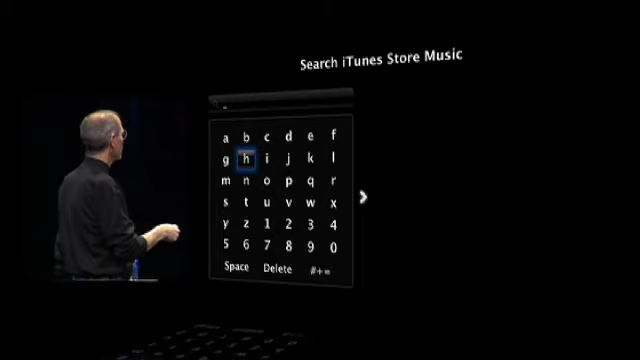 Search iTunes Store Music
a b c d e f
g h i j k l
m n o p q r
s t u v w x
y z 1 2 3 4
5 6 7 8 9 0
Space Delete #+=